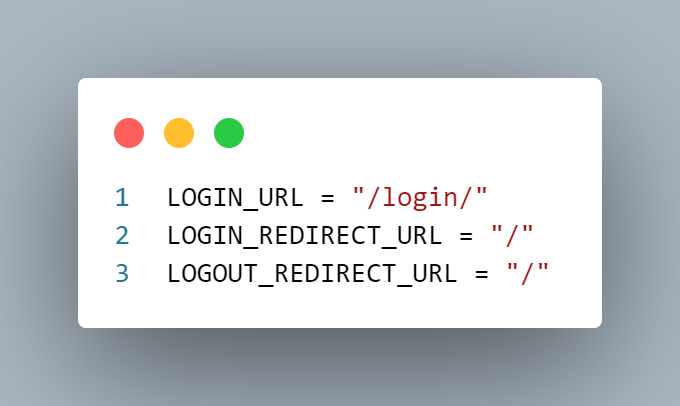 1 LOGIN_URL = "/login/"
2 LOGIN_REDIRECT_URL = "/"
3 LOGOUT_REDIRECT_URL = "/"